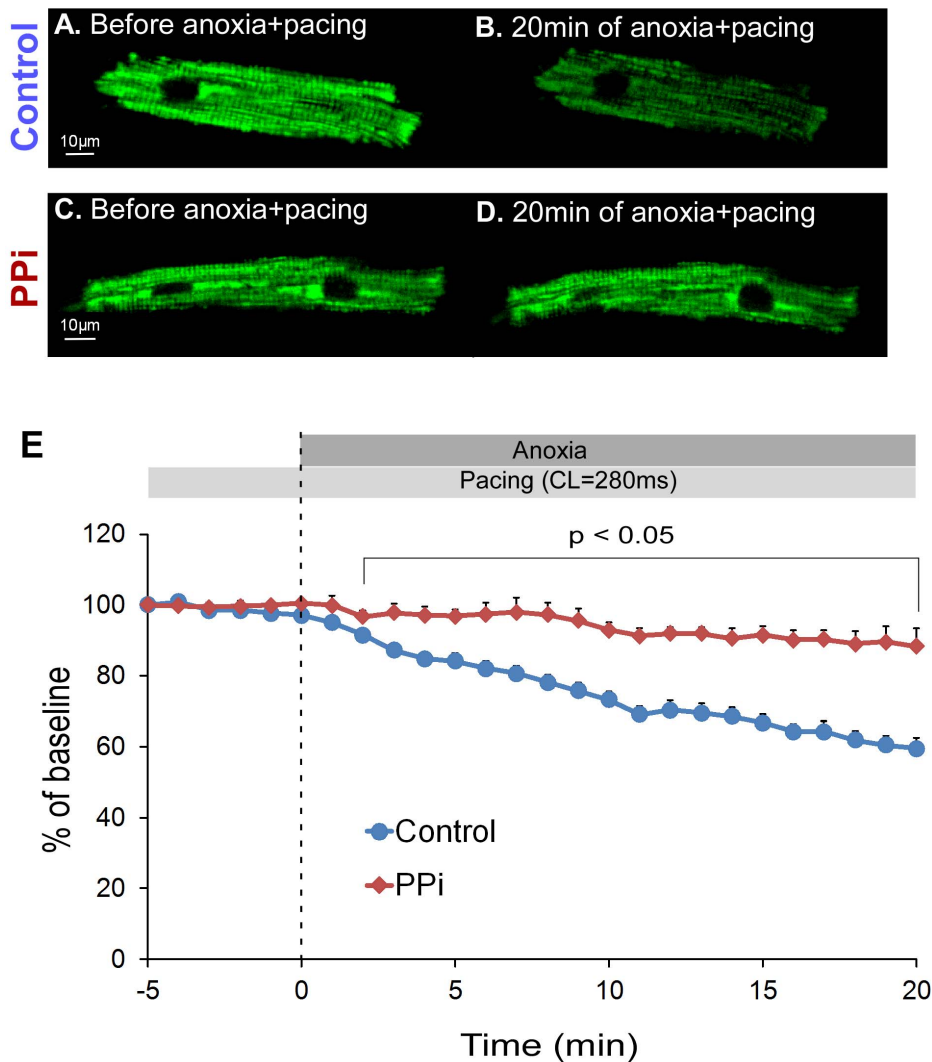 Control
A. Before anoxia+pacing
B. 20min of anoxia+pacing
10µm
PPi
C. Before anoxia+pacing
D. 20min of anoxia+pacing
10µm
E
Anoxia
Pacing (CL=280ms)
p < 0.05
% of baseline
120
100
80
60
40
20
0
Control
PPi
-5 0 5 10 15 20
Time (min)